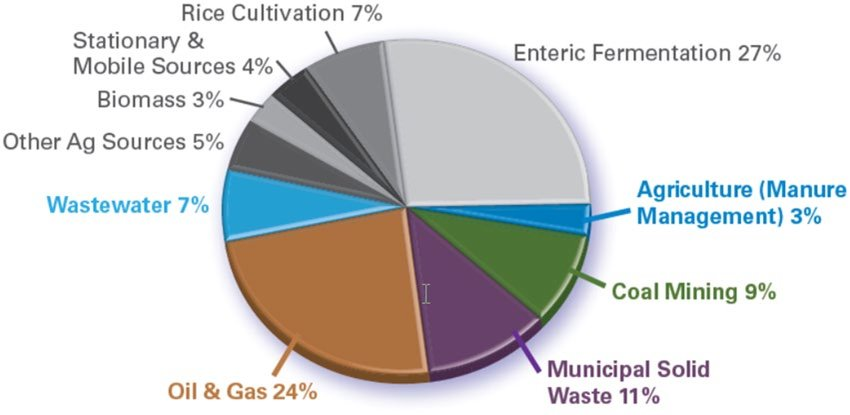 Rice Cultivation 7%
Stationary &
Mobile Sources 4%
Enteric Fermentation 27%
Biomass 3%
Other Ag Sources 5%
Wastewater 7%
Agriculture (Manure
Management) 3%
Coal Mining 9%
Municipal Solid
Waste 11%
Oil & Gas 24%